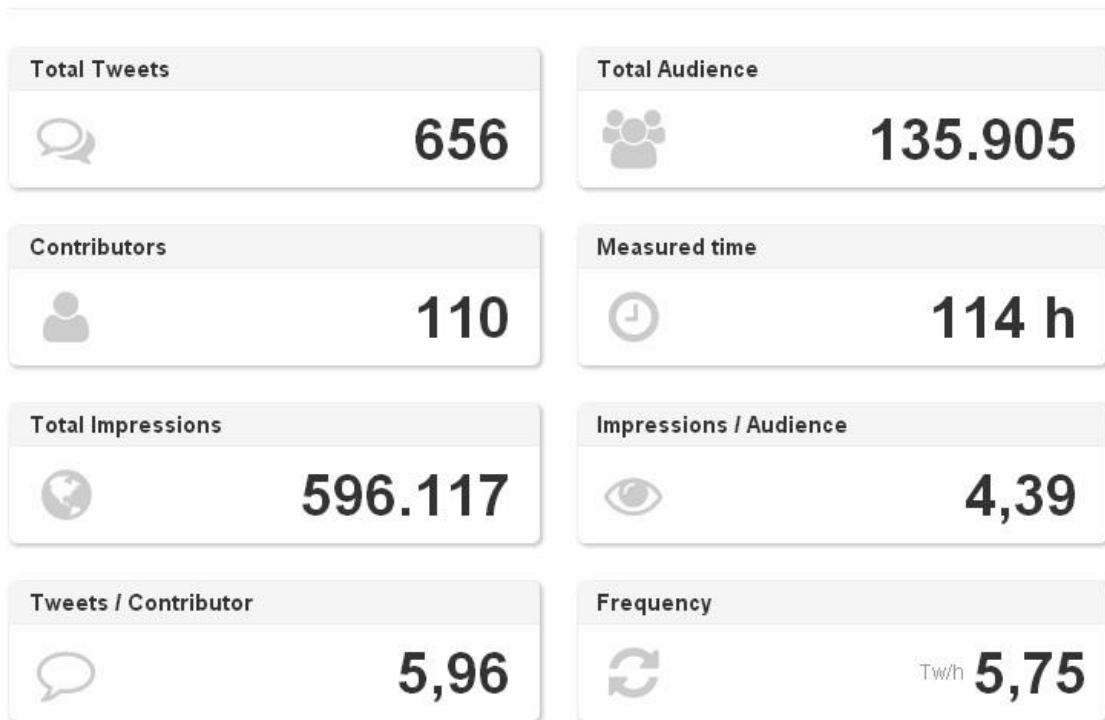 Total Tweets
656
Total Audience
135.905
Contributors
110
Measured time
114 h
Total Impressions
596.117
Impressions / Audience
4,39
Tweets / Contributor
5,96
Frequency
Tw/h 5,75